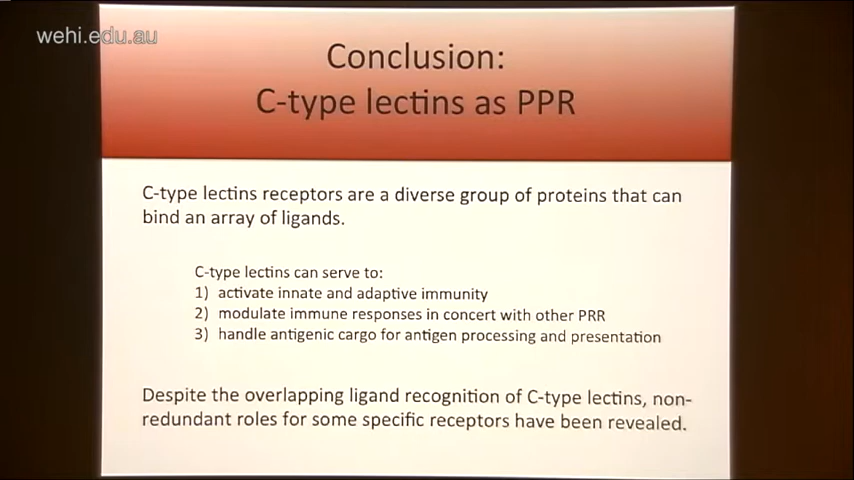 wehi.edu.au
Conclusion:
C-type lectins as PPR
C-type lectins receptors are a diverse group of proteins that can
bind an array of ligands.
C-type lectins can serve to:
1) activate innate and adaptive immunity
2) modulate immune responses in concert with other PRR
3) handle antigenic cargo for antigen processing and presentation
Despite the overlapping ligand recognition of C-type lectins, non-
redundant roles for some specific receptors have been revealed.